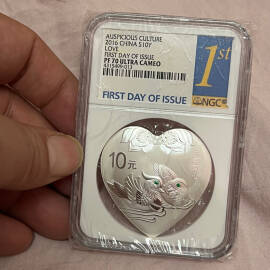 AUSPICIOUS CULTURE
2016 CHINA S10Y
LOVE
FIRST DAY OF ISSUE
PF 70 ULTRA CAMEO
1st
FIRST DAY OF ISSUE
NGC
10元